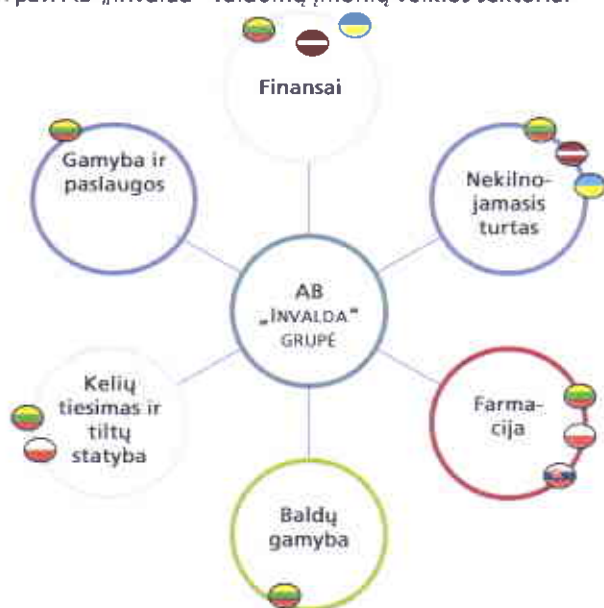 Finansai
Gamyba ir
paslaugos
Nekilno-
jamasis
turtas
AB
„INVALDA“
GRUPĖ
Kelių
tiesimas ir
tiltų
statyba
Farma-
cija
Baldų
gamyba